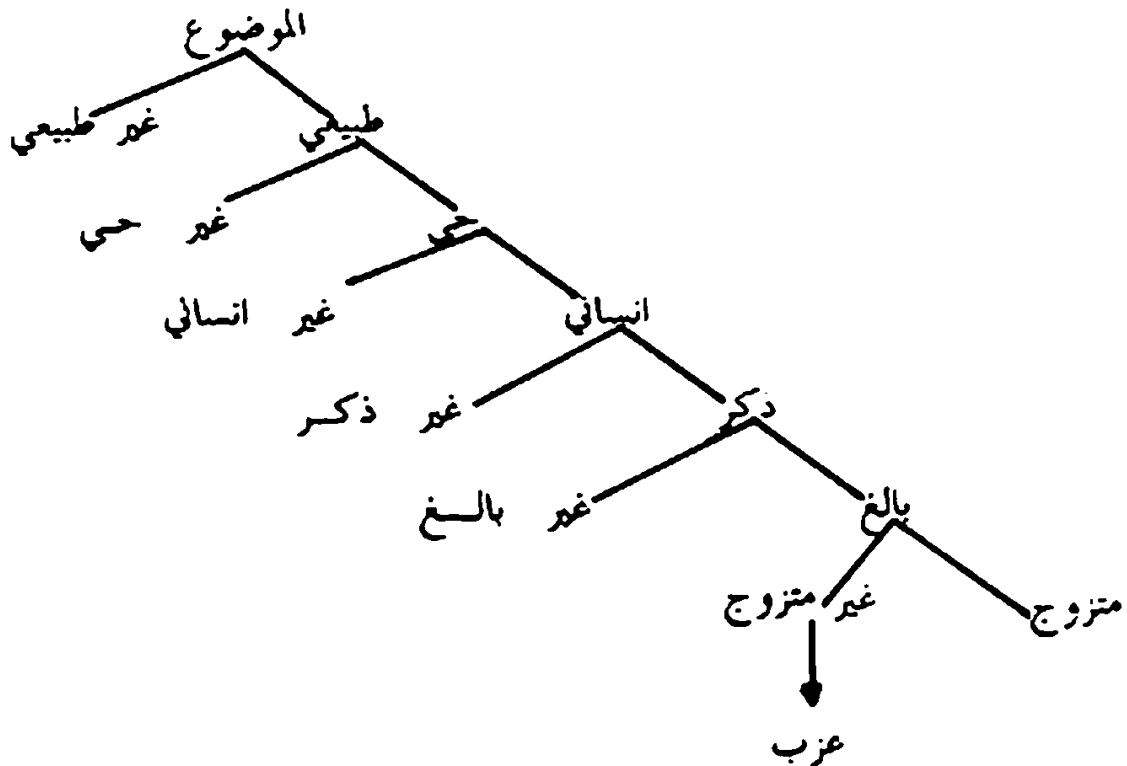 الموضوع
طبيعي
غير طبيعي
حي
غير حي
انساني
غير انساني
ذكر
غير ذكر
بالغ
غير بالغ
متزوج
غير متزوج
عزب